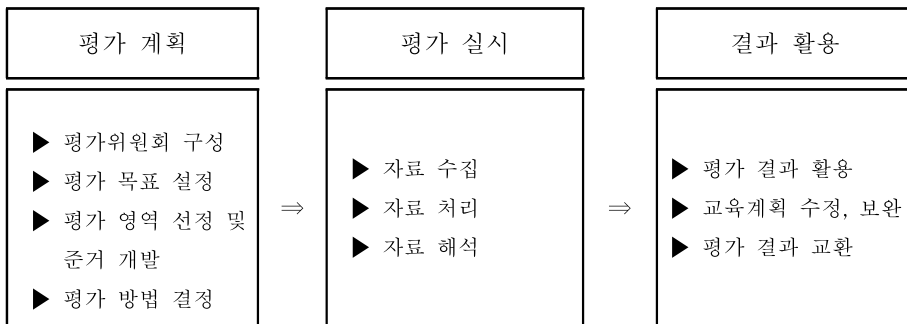 평가 계획
평가 실시
결과 활용
▶ 평가위원회 구성
▶ 평가 목표 설정
▶ 평가 영역 선정 및
준거 개발
▶ 평가 방법 결정
⇒
▶ 자료 수집
▶ 자료 처리
▶ 자료 해석
⇒
▶ 평가 결과 활용
▶ 교육계획 수정, 보완
▶ 평가 결과 교환